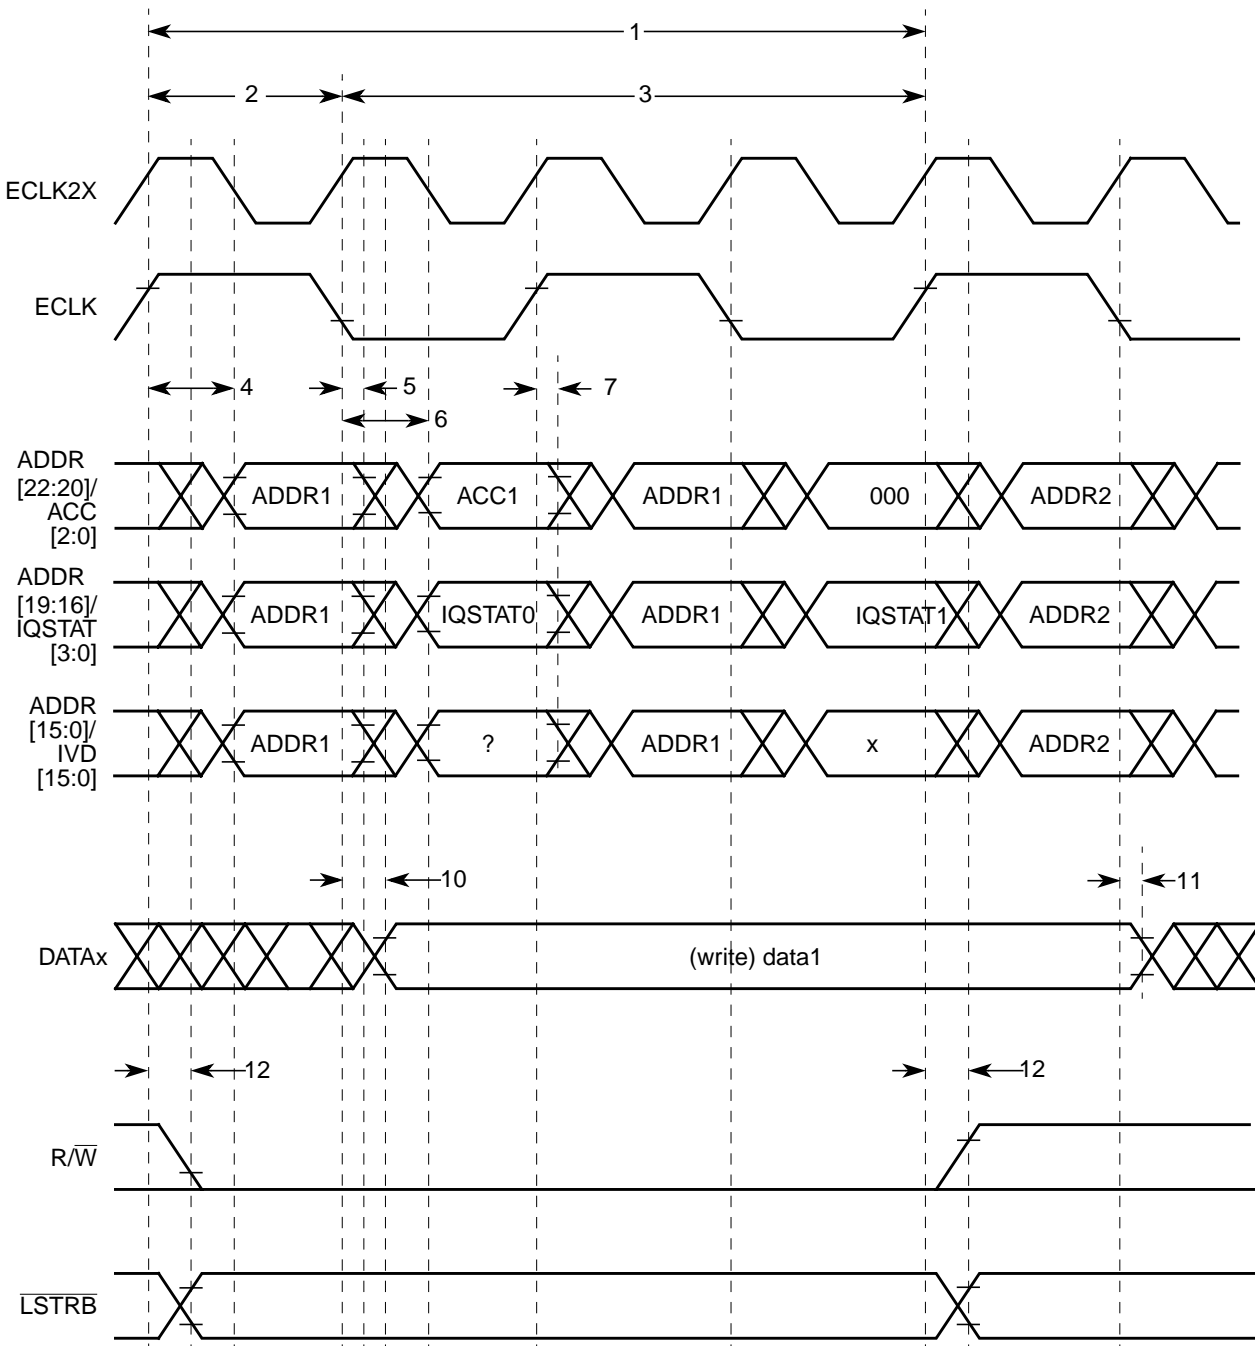 1
2
3
ECLK2X
ECLK
4
5
7
6
ADDR
[22:20]/
ACC
[2:0]
ADDR1
ACC1
ADDR1
000
ADDR2
ADDR
[19:16]/
IQSTAT
[3:0]
ADDR1
IQSTAT0
ADDR1
IQSTAT1
ADDR2
ADDR
[15:0]/
IVD
[15:0]
ADDR1
?
ADDR1
x
ADDR2
10
11
DATAx
(write) data1
12
12
R/W̅
L̅S̅T̅R̅B̅